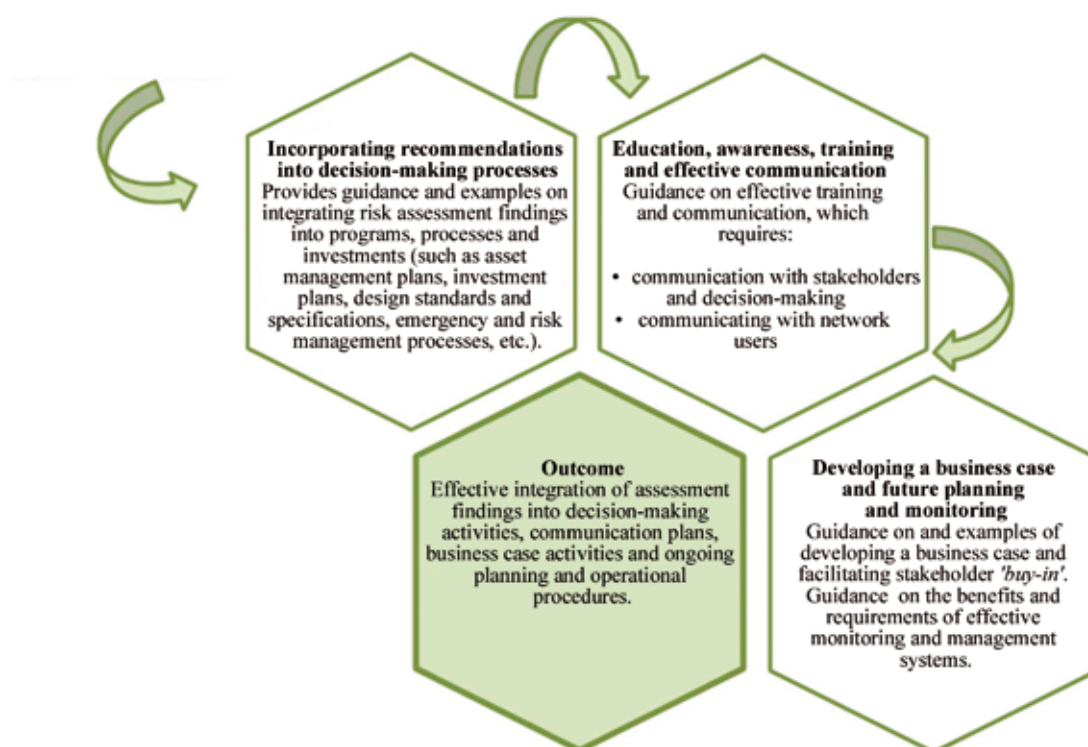 Incorporating recommendations
into decision-making processes
Provides guidance and examples on
integrating risk assessment findings
into programs, processes and
investments (such as asset
management plans, investment
plans, design standards and
specifications, emergency and risk
management processes, etc.).
Education, awareness, training
and effective communication
Guidance on effective training
and communication, which
requires:
• communication with stakeholders
and decision-making
• communicating with network
users
Outcome
Effective integration of assessment
findings into decision-making
activities, communication plans,
business case activities and ongoing
planning and operational
procedures.
Developing a business case
and future planning
and monitoring
Guidance on and examples of
developing a business case and
facilitating stakeholder 'buy-in'.
Guidance on the benefits and
requirements of effective
monitoring and management
systems.